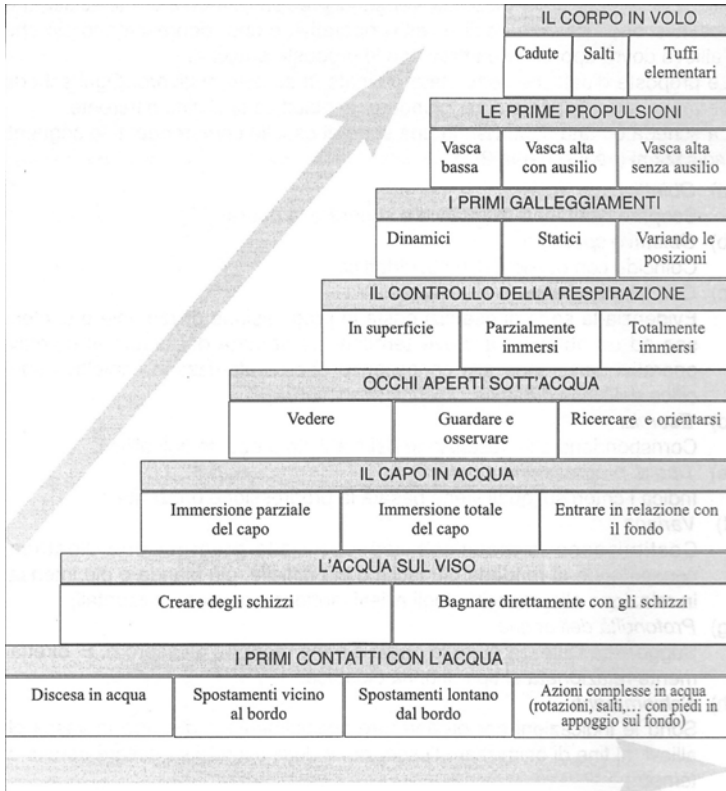 IL CORPO IN VOLO
Cadute Salti Tuffi
elementari
LE PRIME PROPULSIONI
Vasca Vasca alta Vasca alta
bassa con ausilio senza ausilio
I PRIMI GALLEGGIAMENTI
Dinamici Statici Variando le
posizioni
IL CONTROLLO DELLA RESPIRAZIONE
In superficie Parzialmente Totalmente
immersi immersi
OCCHI APERTI SOTT'ACQUA
Vedere Guardare e Ricercare e orientarsi
osservare
IL CAPO IN ACQUA
Immersione parziale Immersione totale Entrare in relazione con
del capo del capo il fondo
L'ACQUA SUL VISO
Creare degli schizzi Bagnare direttamente con gli schizzi
I PRIMI CONTATTI CON L'ACQUA
Discesa in acqua Spostamenti vicino Spostamenti lontano Azioni complesse in acqua
al bordo dal bordo (rotazioni, salti,... con piedi in
appoggio sul fondo)